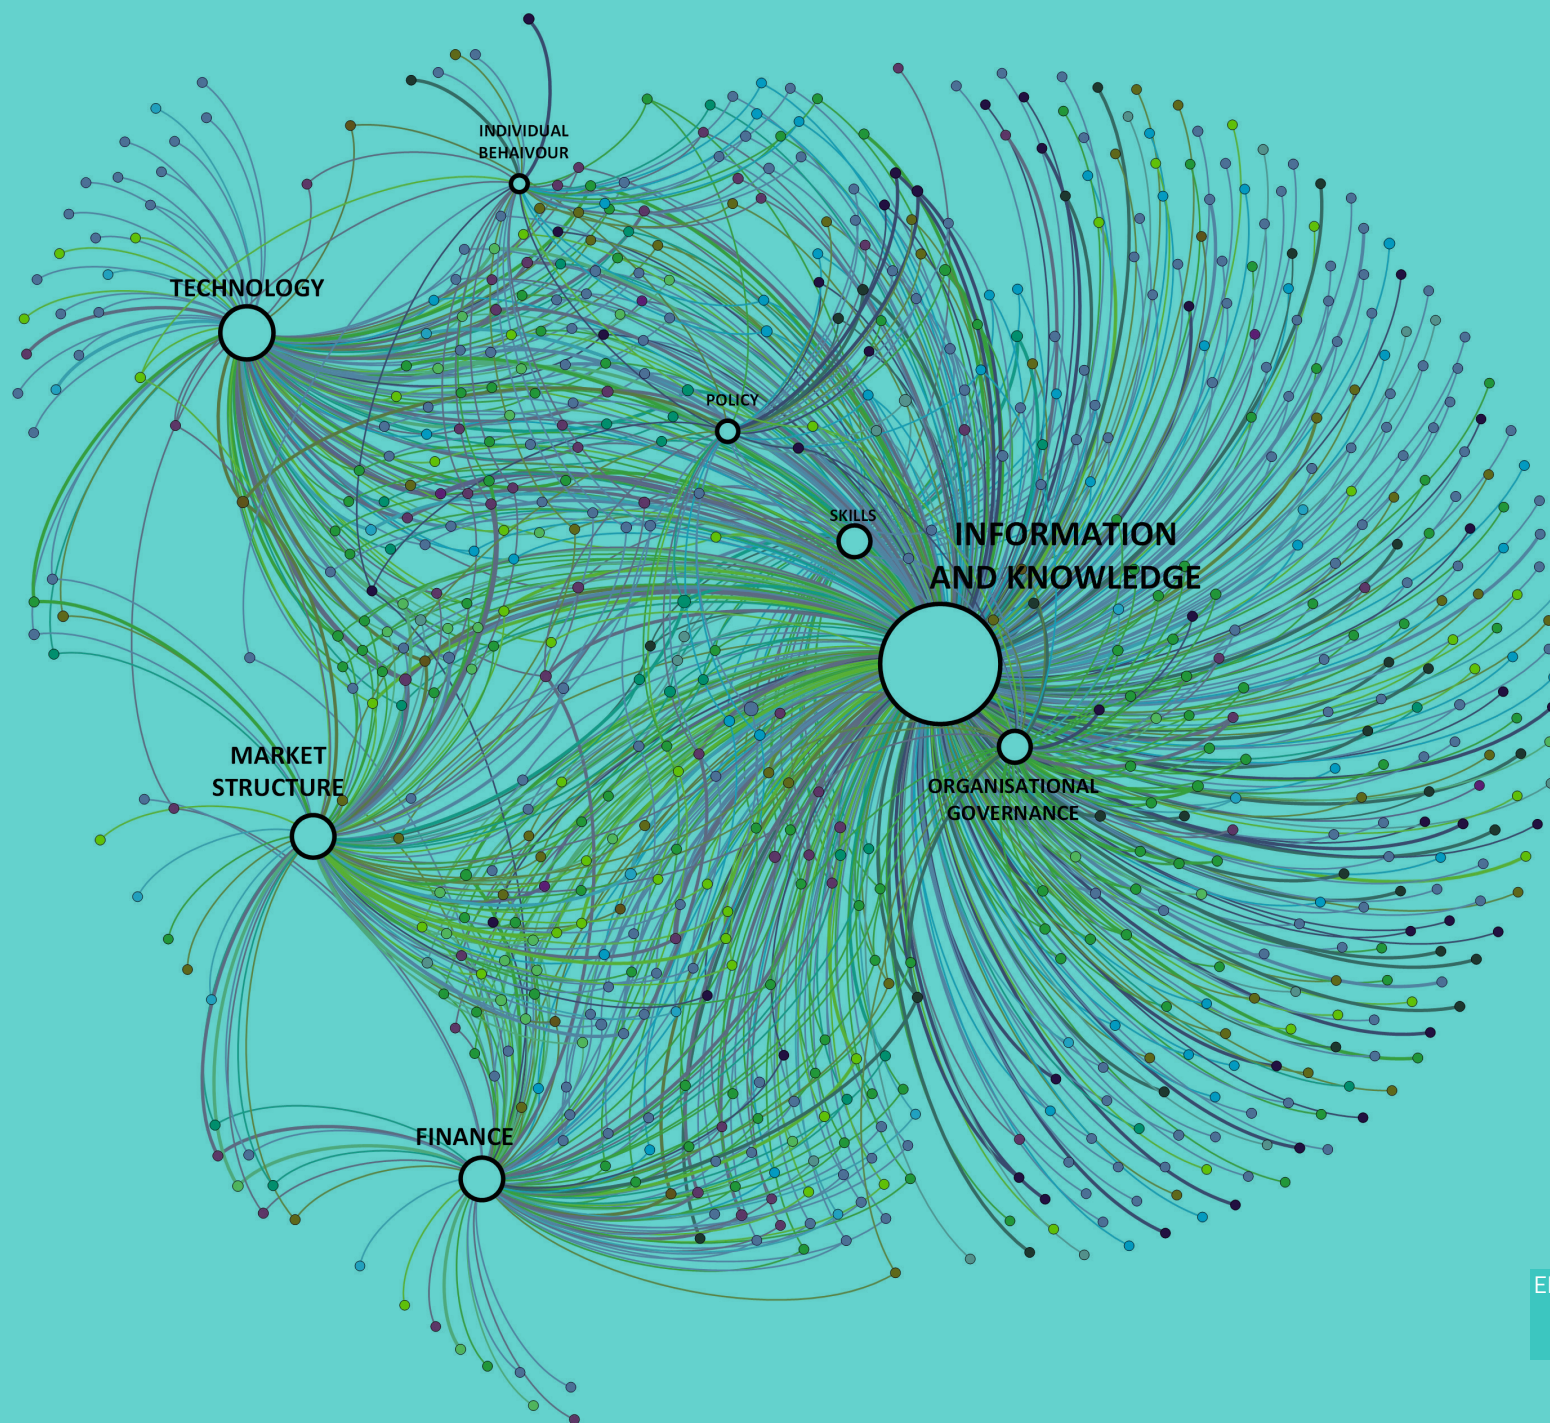 INDIVIDUAL
BEHAIVOUR
TECHNOLOGY
POLICY
SKILLS
INFORMATION
AND KNOWLEDGE
MARKET
STRUCTURE
ORGANISATIONAL
GOVERNANCE
FINANCE